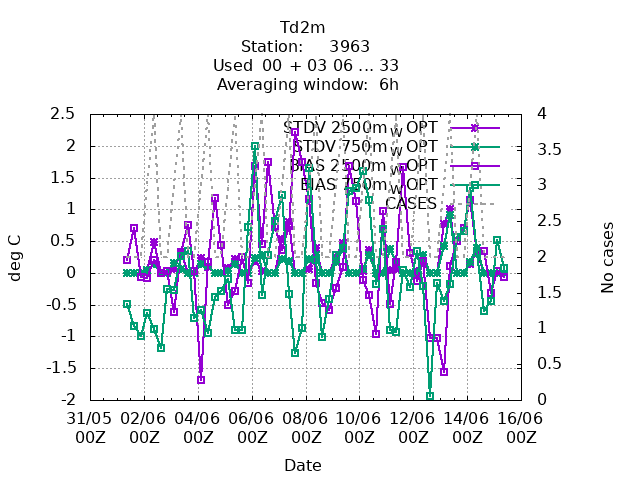 Td2m
Station: 3963
Used 00 + 03 06 ... 33
Averaging window: 6h
STDV 2500m W OPT
STDV 750m W OPT
BIAS 2500m W OPT
BIAS 750m W OPT
CASES
deg C
2.5
2
1.5
1
0.5
0
-0.5
-1
-1.5
-2
No cases
4
3.5
3
2.5
2
1.5
1
0.5
0
31/05 02/06 04/06 06/06 08/06 10/06 12/06 14/06 16/06
00Z 00Z 00Z 00Z 00Z 00Z 00Z 00Z 00Z
Date